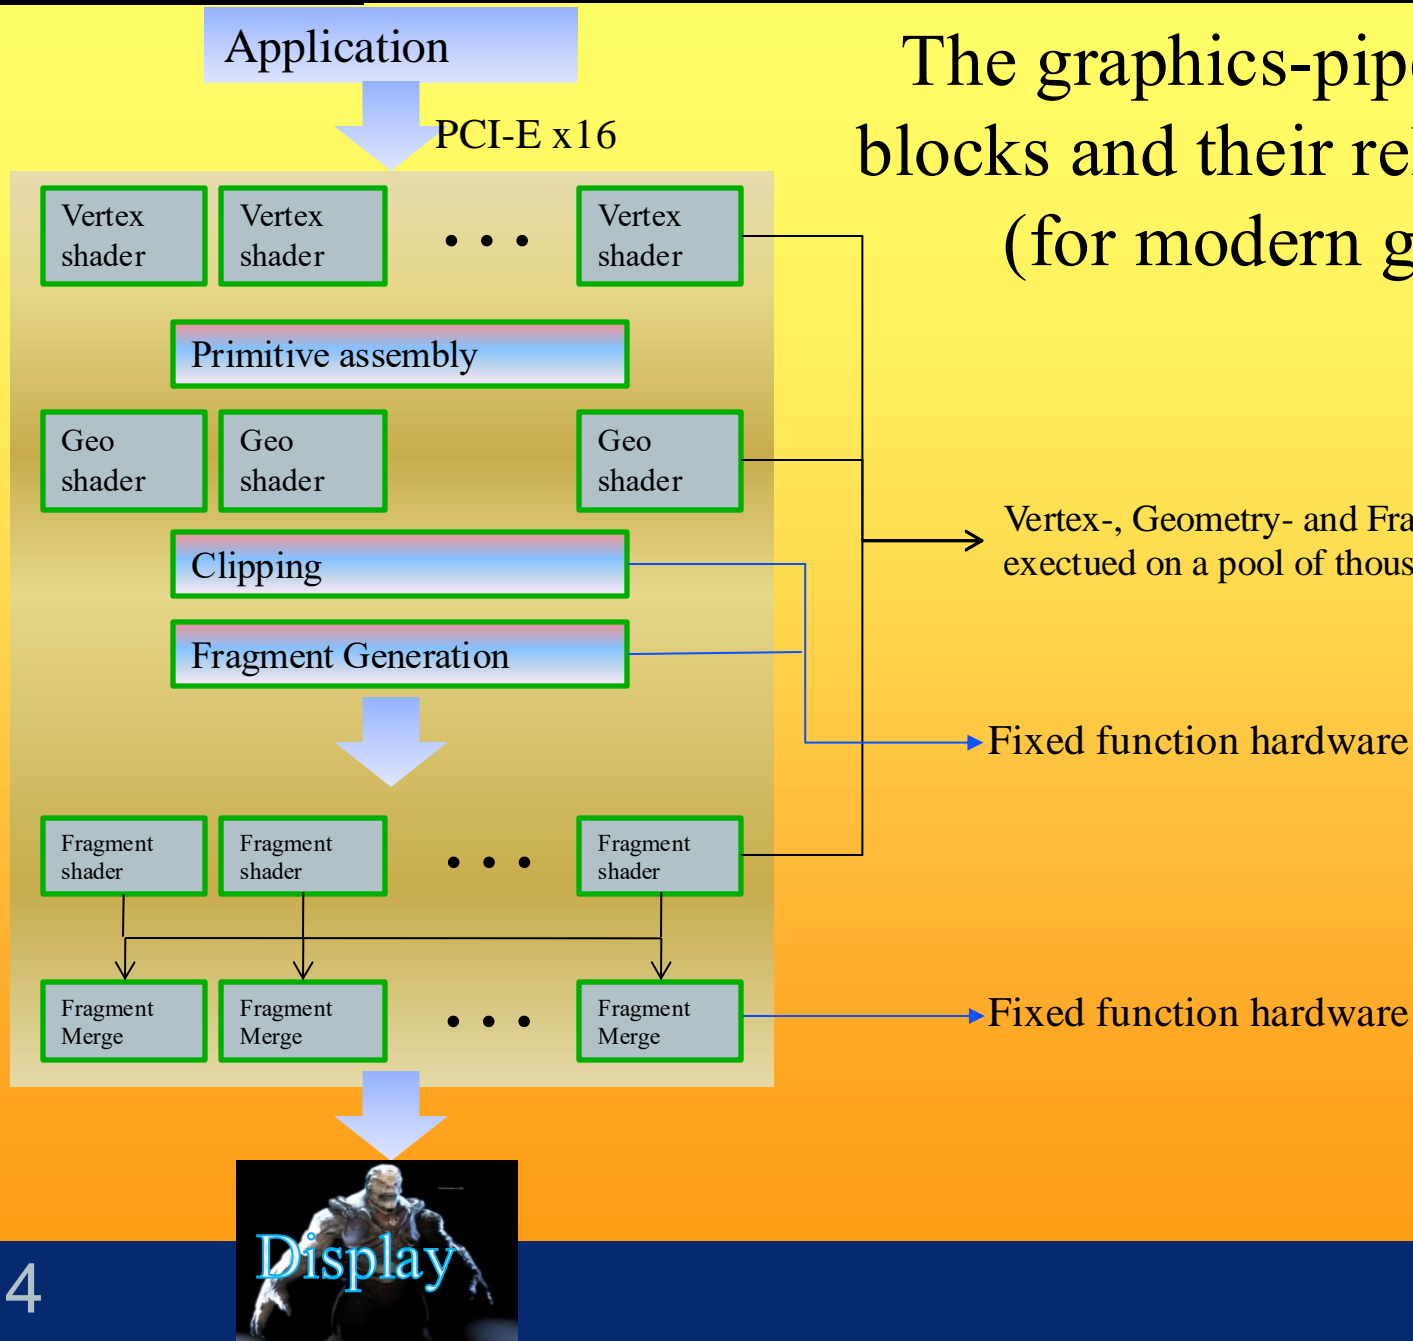 Application
The graphics-pip
blocks and their re
(for modern g
PCI-E x16
Vertex
shader
Vertex
shader
Vertex
shader
Primitive assembly
Geo
shader
Geo
shader
Geo
shader
Vertex-, Geometry- and Fra
exectued on a pool of thous
Clipping
Fragment Generation
Fixed function hardware
Fragment
shader
Fragment
shader
Fragment
shader
Fragment
Merge
Fragment
Merge
Fragment
Merge
Fixed function hardware
Display
4